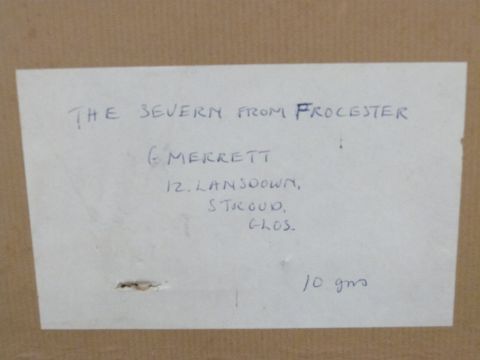 THE SEVERN FROM FROCESTER
G MERRETT
12. LANSDOWN,
STROUD,
GLOS.
10 gns